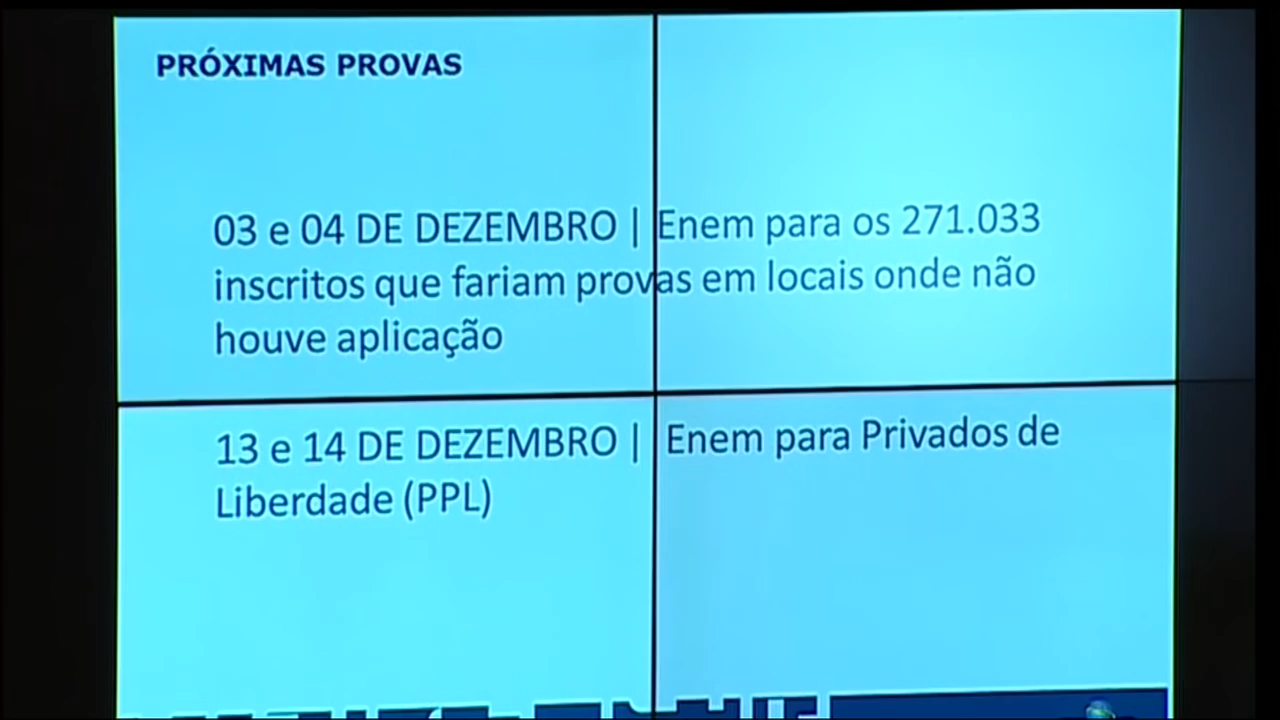 PRÓXIMAS PROVAS
03 e 04 DE DEZEMBRO | Enem para os 271.033
inscritos que fariam provas em locais onde não
houve aplicação
13 e 14 DE DEZEMBRO | Enem para Privados de
Liberdade (PPL)